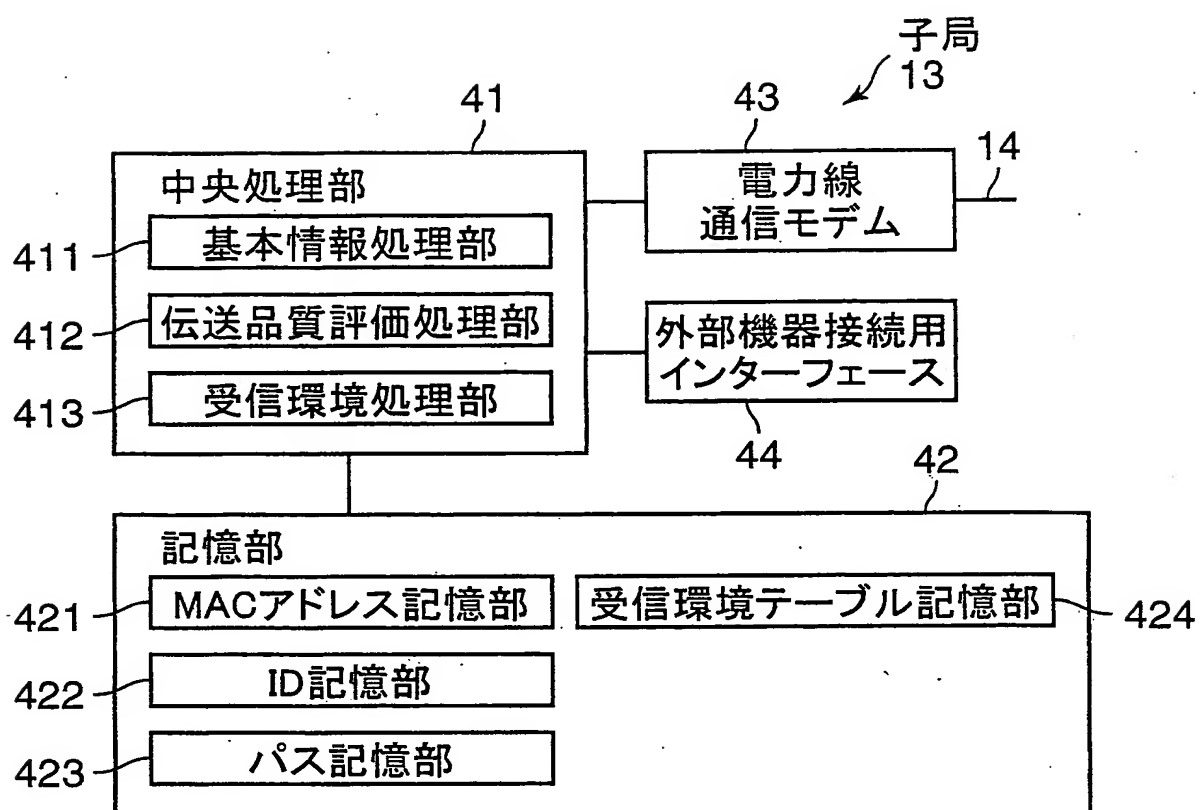 子局
13
41
43
14
中央処理部
電力線
通信モデム
411
基本情報処理部
412
伝送品質評価処理部
外部機器接続用
インターフェース
413
受信環境処理部
44
42
記憶部
421
MACアドレス記憶部
受信環境テーブル記憶部
424
422
ID記憶部
423
パス記憶部